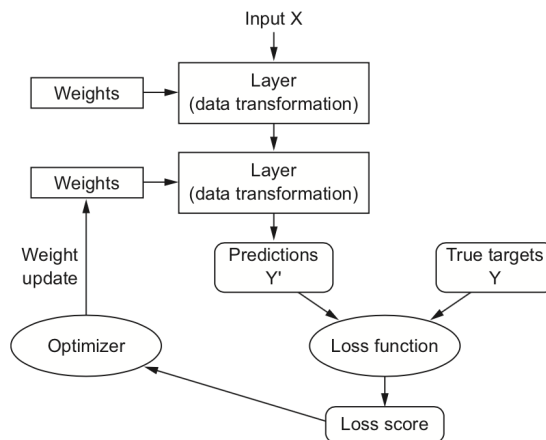 Input X
Layer
(data transformation)
Weights
Layer
(data transformation)
Weights
Weight
update
Predictions
Y'
True targets
Y
Optimizer
Loss function
Loss score